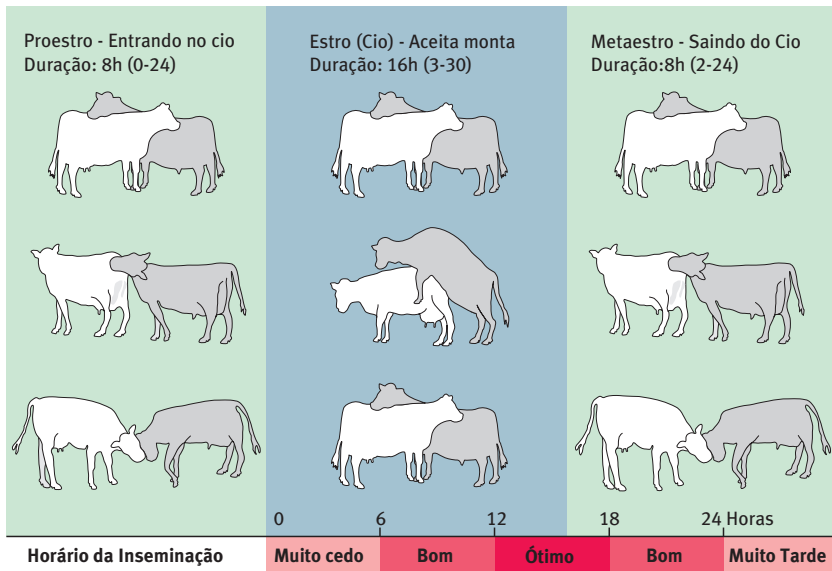 Proestro - Entrando no cio
Duração: 8h (0-24)
Estro (Cio) - Aceita monta
Duração: 16h (3-30)
Metaestro - Saindo do Cio
Duração:8h (2-24)
0 6 12 18 24 Horas
Horário da Inseminação Muito cedo Bom Ótimo Bom Muito Tarde